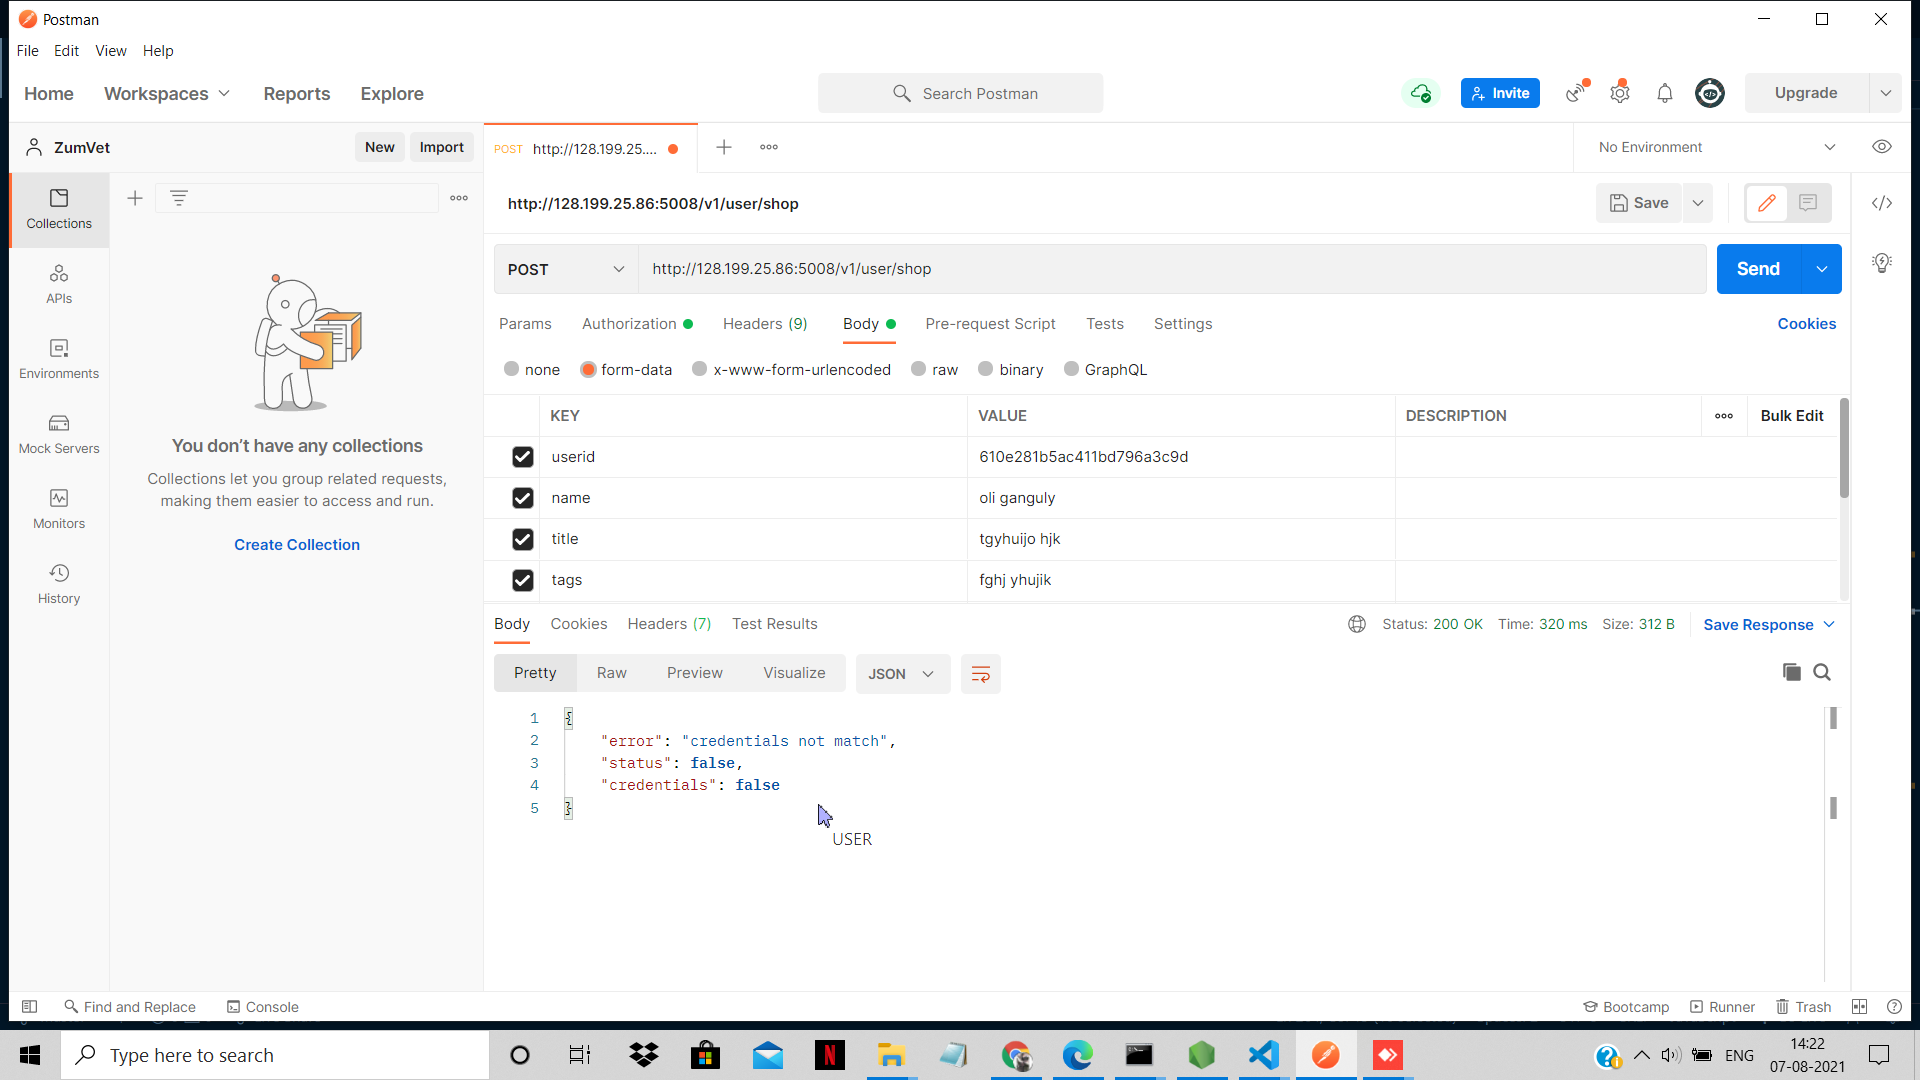 Postman
File Edit View Help
Home Workspaces Reports Explore
Search Postman
Invite
Upgrade
ZumVet
New Import
POST http://128.199.25....
No Environment
Collections
APIs
Environments
Mock Servers
Monitors
History
You don't have any collections
Collections let you group related requests,
making them easier to access and run.
Create Collection
http://128.199.25.86:5008/v1/user/shop
Save
POST http://128.199.25.86:5008/v1/user/shop
Send
Params Authorization Headers (9) Body Pre-request Script Tests Settings
Cookies
none form-data x-www-form-urlencoded raw binary GraphQL
KEY VALUE DESCRIPTION Bulk Edit
userid 610e281b5ac411bd796a3c9d
name oli ganguly
title tgyhuijo hjk
tags fghj yhujik
Body Cookies Headers (7) Test Results
Status: 200 OK Time: 320 ms Size: 312 B Save Response
Pretty Raw Preview Visualize JSON
1 {
2 "error": "credentials not match",
3 "status": false,
4 "credentials": false
5 }
USER
Find and Replace Console
Bootcamp Runner Trash
Type here to search
ENG
14:22
07-08-2021